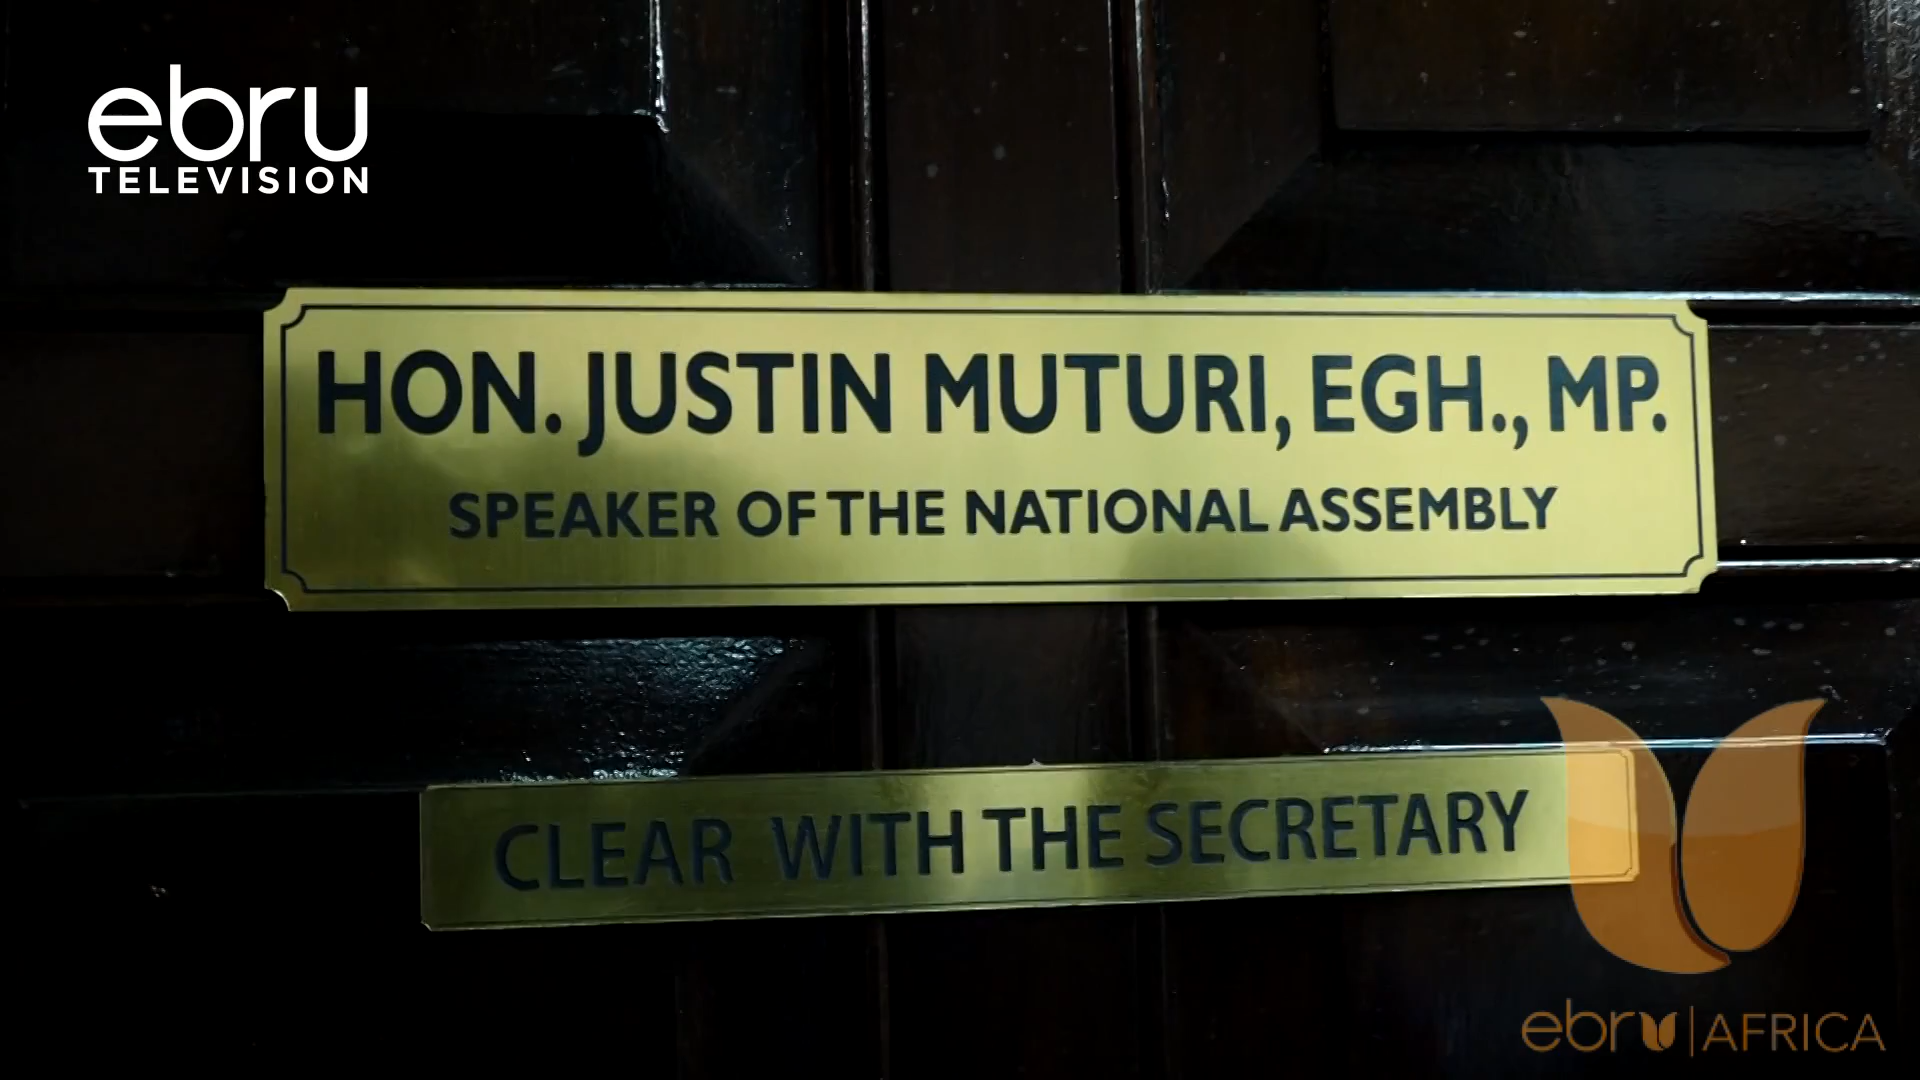 ebru
TELEVISION
HON. JUSTIN MUTURI, EGH., MP.
SPEAKER OF THE NATIONAL ASSEMBLY
CLEAR WITH THE SECRETARY
ebru | AFRICA